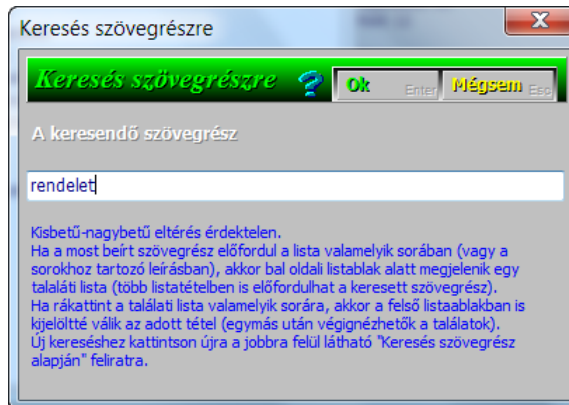 Keresés szövegrészre
Keresés szövegrészre ? Ok Enter Mégsem Esc
A keresendő szövegrész
rendelet
Kisbetű-nagybetű eltérés érdektelen.
Ha a most beírt szövegrész előfordul a lista valamelyik sorában (vagy a
sorokhoz tartozó leírásban), akkor bal oldali listablak alatt megjelenik egy
talaláti lista (több listatételben is előfordulhat a keresett szövegrész).
Ha rákattint a találati lista valamelyik sorára, akkor a felső listaablakban is
kijelöltté válik az adott tétel (egymás után végignézhetők a találatok).
Új kereséshez kattintson újra a jobbra felül látható "Keresés szövegrész
alapján" feliratra.